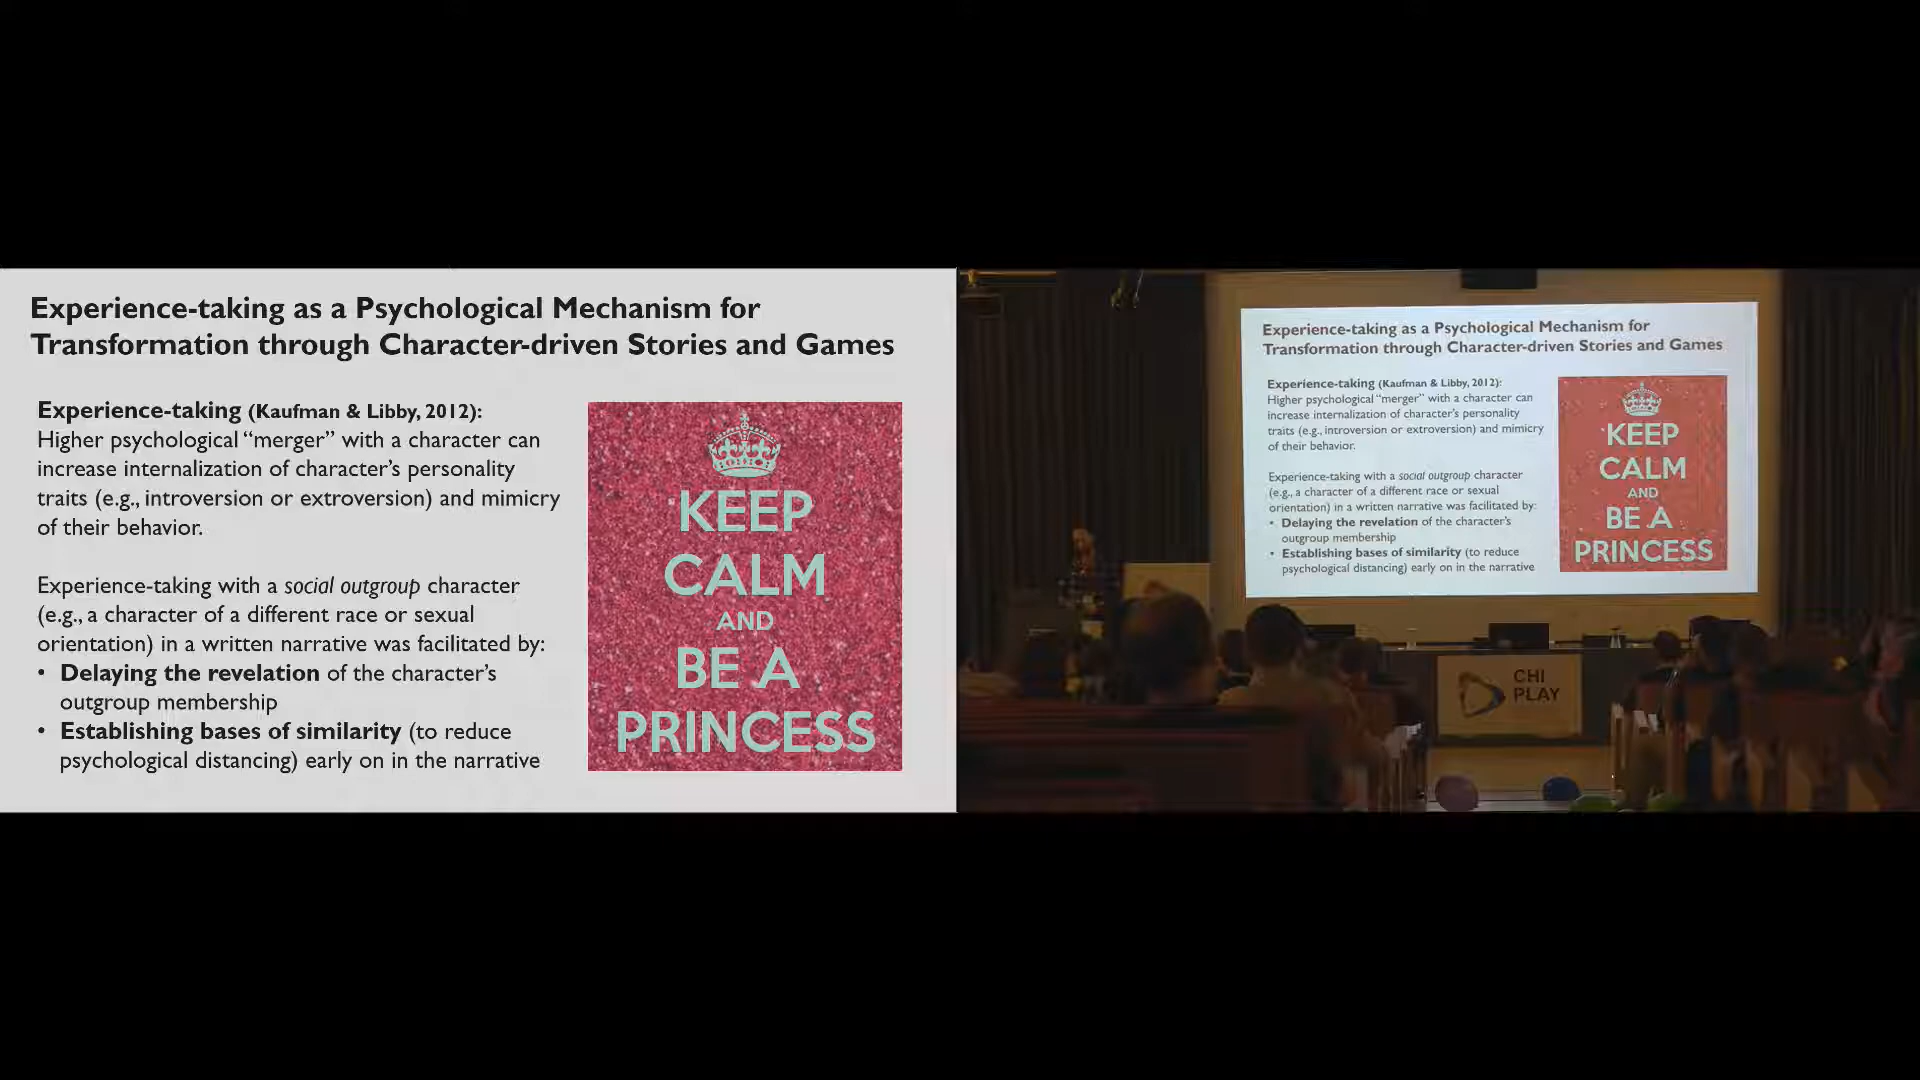 Experience-taking as a Psychological Mechanism for
Transformation through Character-driven Stories and Games
Experience-taking (Kaufman & Libby, 2012):
Higher psychological “merger” with a character can
increase internalization of character’s personality
traits (e.g., introversion or extroversion) and mimicry
of their behavior.
Experience-taking with a social outgroup character
(e.g., a character of a different race or sexual
orientation) in a written narrative was facilitated by:
• Delaying the revelation of the character’s
outgroup membership
• Establishing bases of similarity (to reduce
psychological distancing) early on in the narrative
KEEP
CALM
AND
BE A
PRINCESS
Experience-taking as a Psychological Mechanism for
Transformation through Character-driven Stories and Games
Experience-taking (Kaufman & Libby, 2012):
Higher psychological “merger” with a character can
increase internalization of character’s personality
traits (e.g., introversion or extroversion) and mimicry
of their behavior.
Experience-taking with a social outgroup character
(e.g., a character of a different race or sexual
orientation) in a written narrative was facilitated by:
• Delaying the revelation of the character’s
outgroup membership
• Establishing bases of similarity (to reduce
psychological distancing) early on in the narrative
KEEP
CALM
AND
BE A
PRINCESS
CHI
PLAY